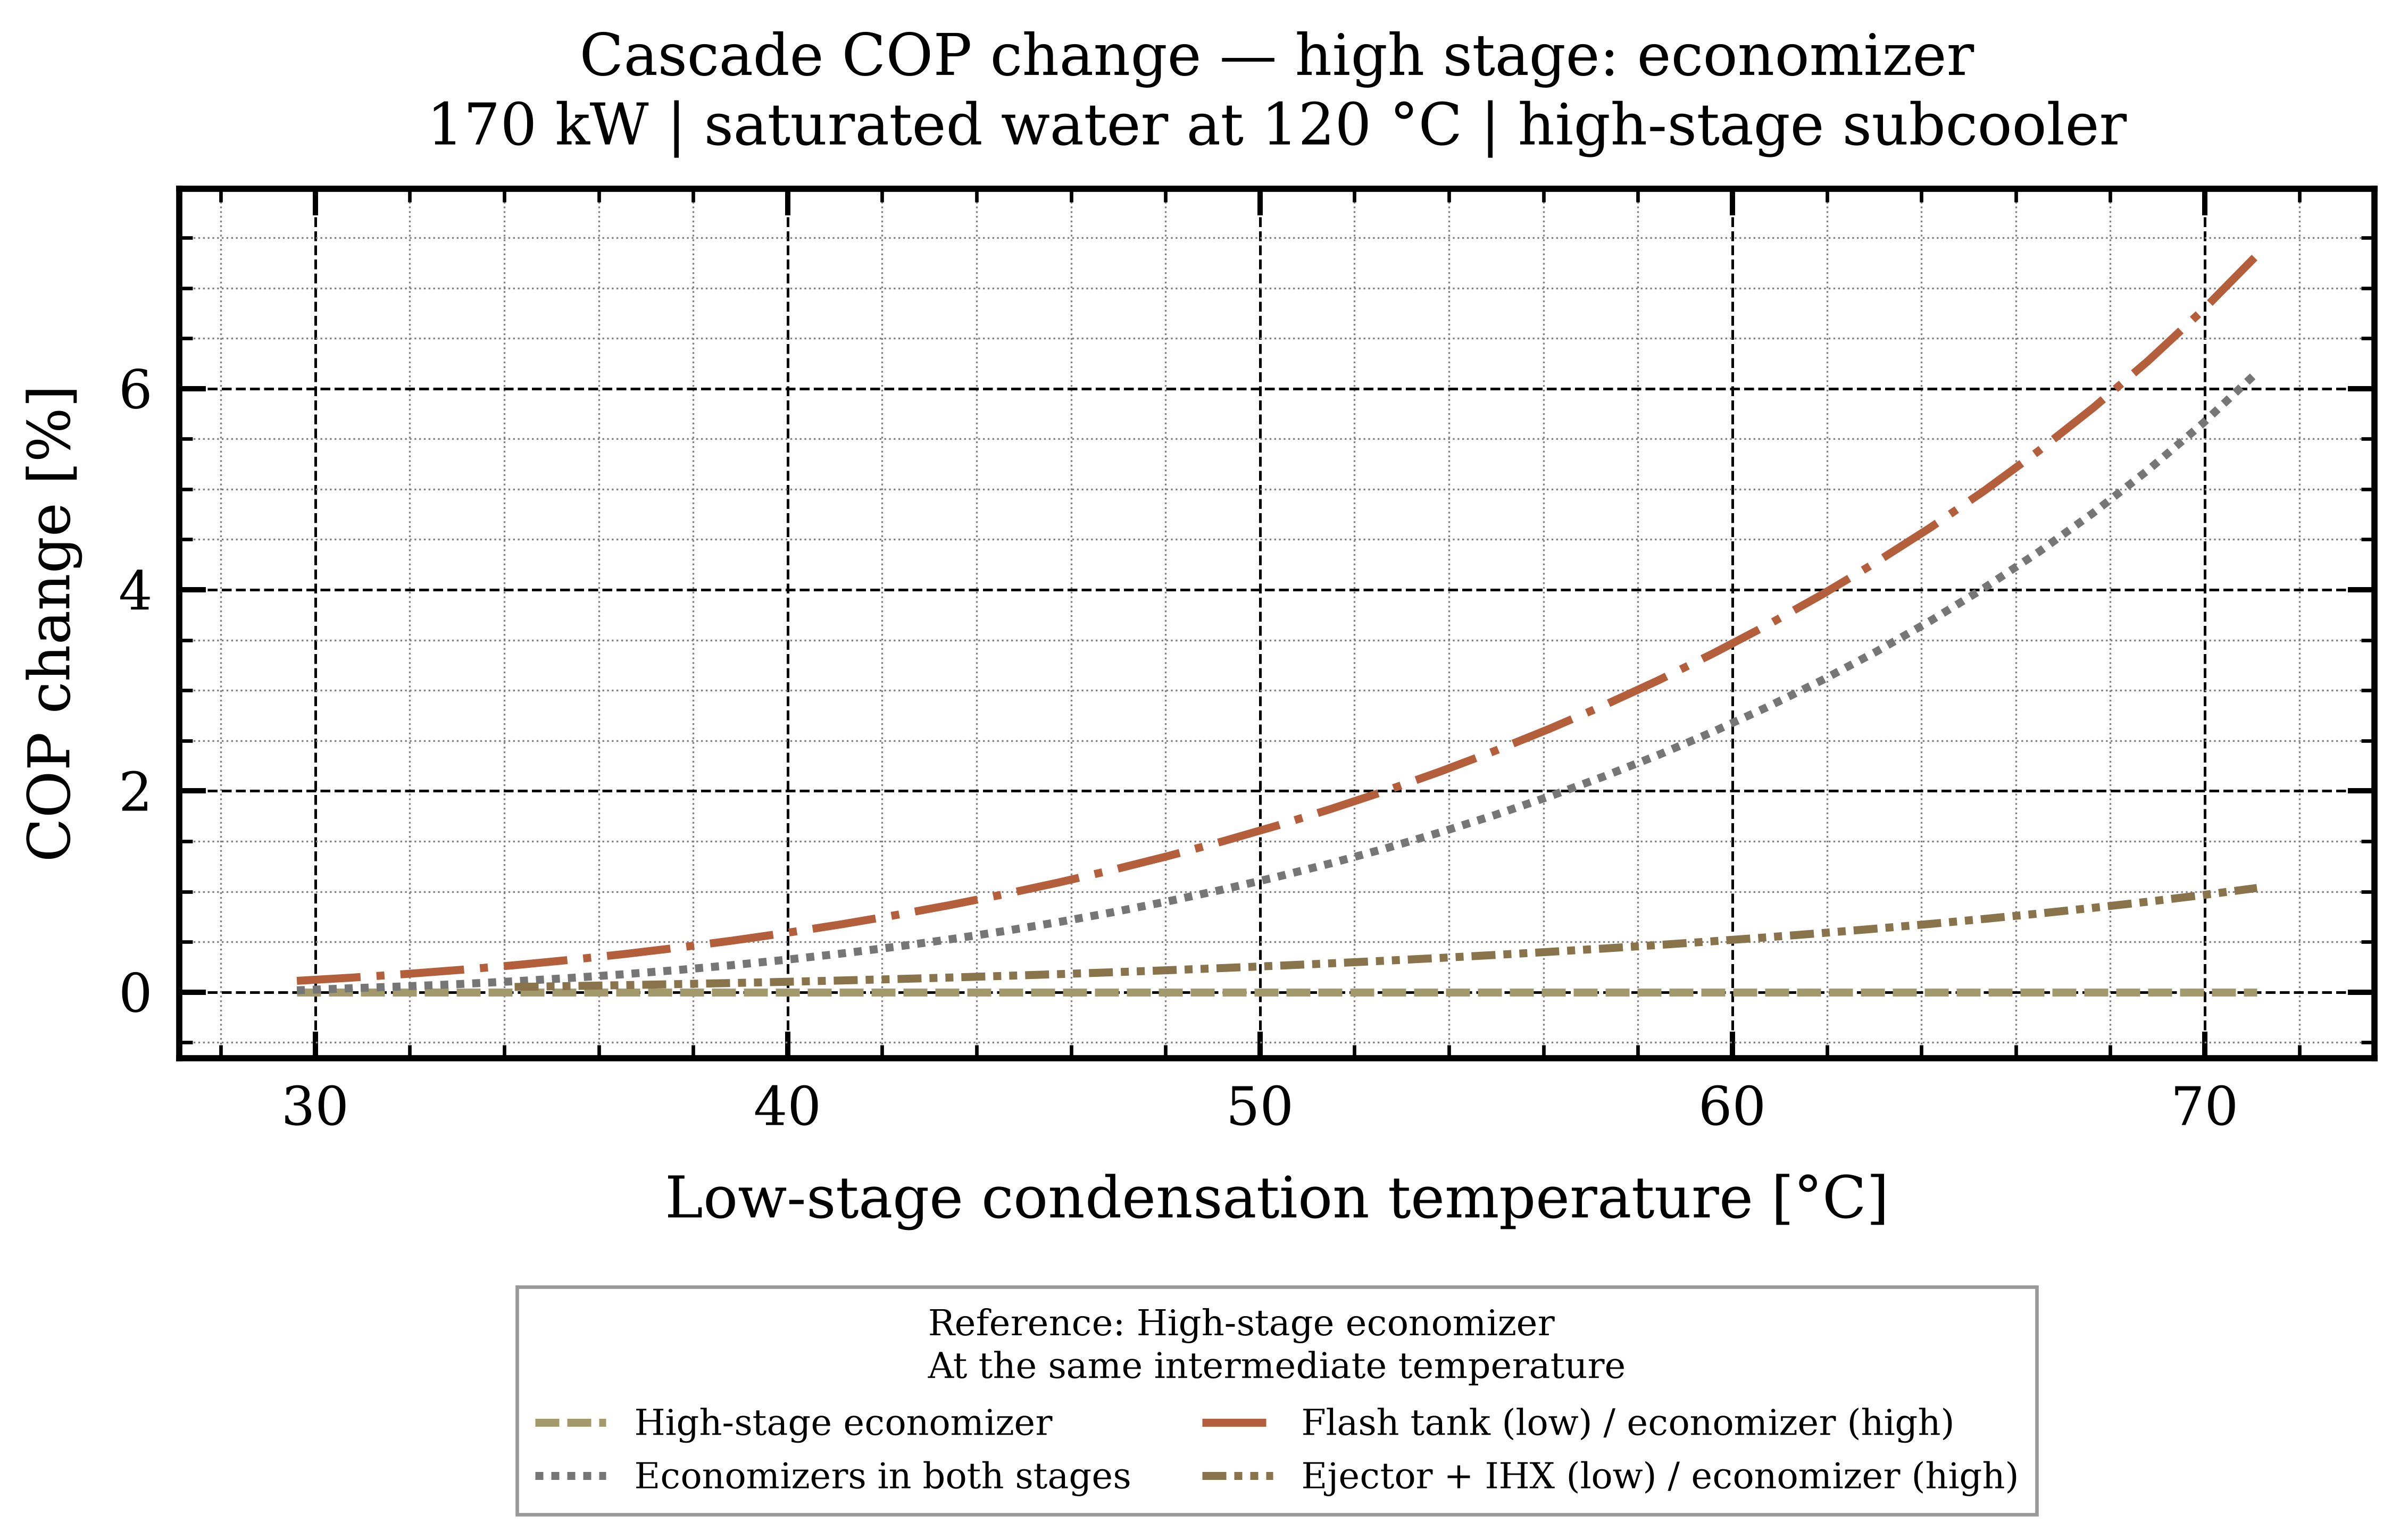 Cascade COP change — high stage: economizer
170 kW | saturated water at 120 °C | high-stage subcooler
COP change [%]
6
4
2
0
30 40 50 60 70
Low-stage condensation temperature [°C]
Reference: High-stage economizer
At the same intermediate temperature
High-stage economizer
Economizers in both stages
Flash tank (low) / economizer (high)
Ejector + IHX (low) / economizer (high)